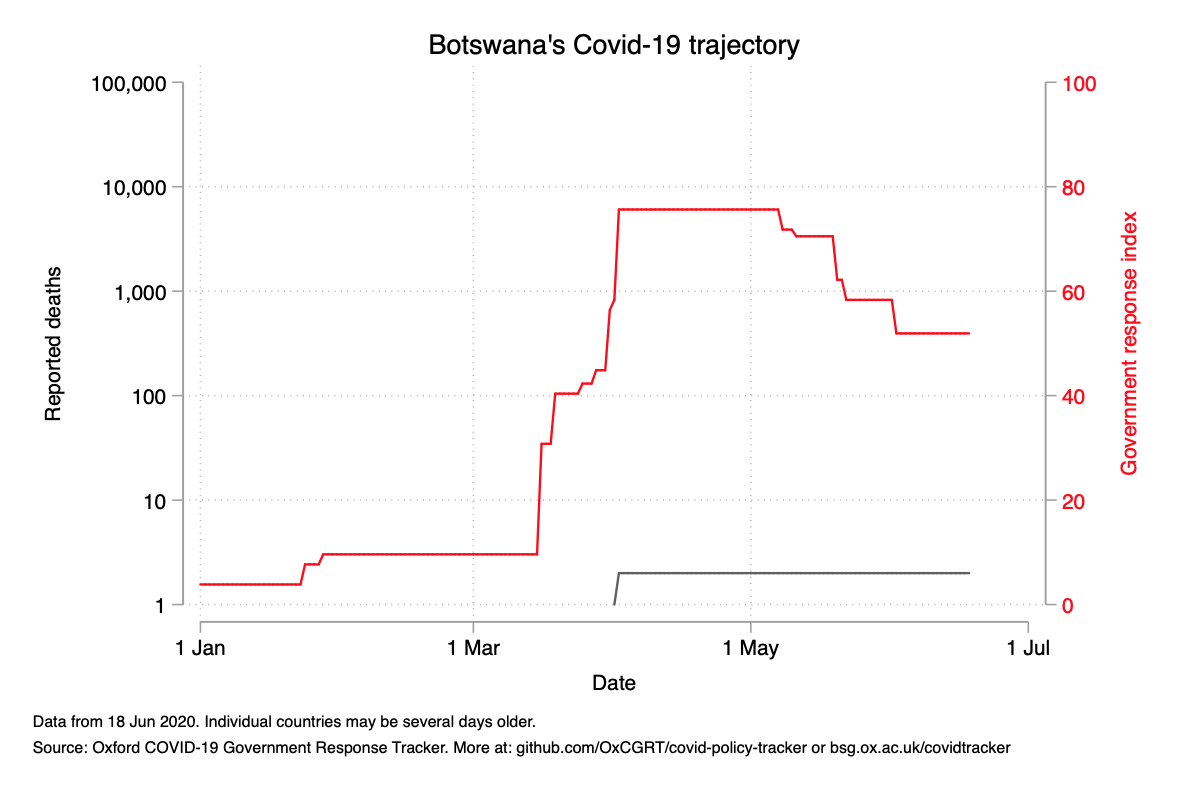 Botswana's Covid-19 trajectory
100,000
10,000
1,000
100
10
1
Reported deaths
100
80
60
40
20
0
Government response index
1 Jan
1 Mar
1 May
1 Jul
Date
Data from 18 Jun 2020. Individual countries may be several days older.
Source: Oxford COVID-19 Government Response Tracker. More at: github.com/OxCGRT/covid-policy-tracker or bsg.ox.ac.uk/covidtracker